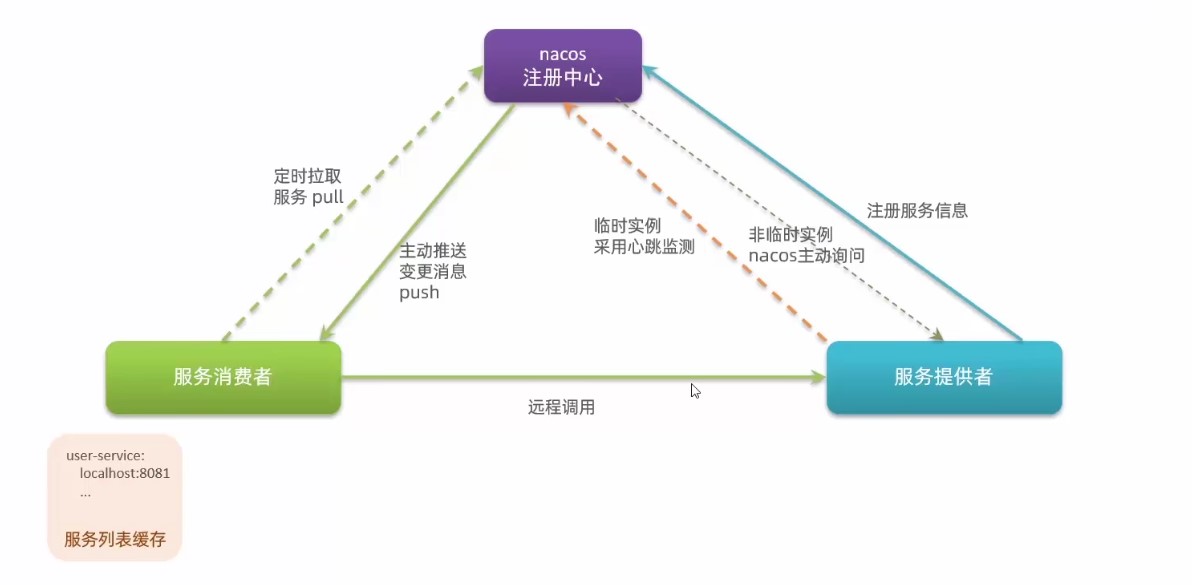 nacos
注册中心
定时拉取
服务 pull
主动推送
变更消息
push
临时实例
采用心跳监测
非临时实例
nacos主动询问
注册服务信息
服务消费者
服务提供者
远程调用
user-service:
localhost:8081
...
服务列表缓存